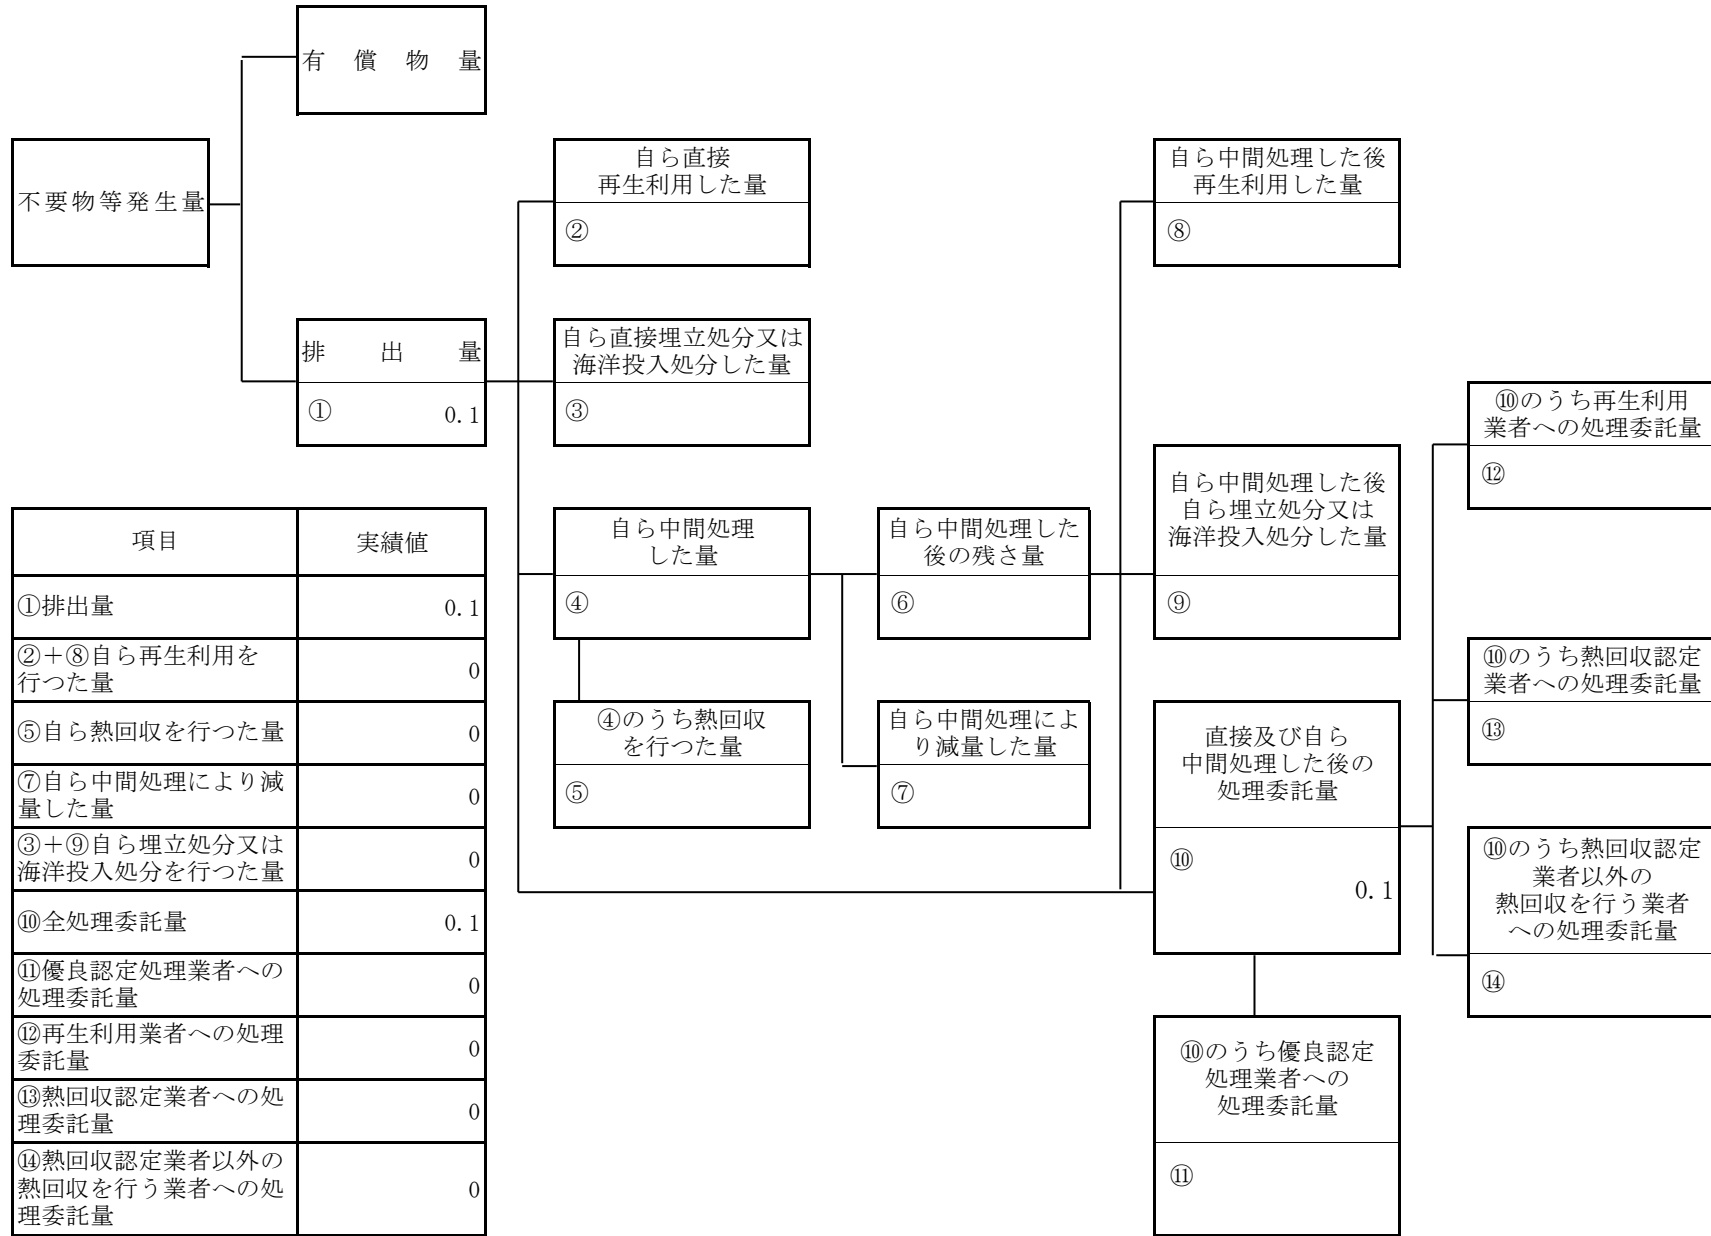 有償物量
不要物等発生量
排出量
① 0.1
自ら直接
再生利用した量
②
自ら直接埋立処分又は
海洋投入処分した量
③
自ら中間処理
した量
④
④のうち熱回収
を行つた量
⑤
自ら中間処理した
後の残さ量
⑥
自ら中間処理によ
り減量した量
⑦
自ら中間処理した後
再生利用した量
⑧
自ら中間処理した後
自ら埋立処分又は
海洋投入処分した量
⑨
直接及び自ら
中間処理した後の
処理委託量
⑩
0.1
⑩のうち優良認定
処理業者への
処理委託量
⑪
⑩のうち再生利用
業者への処理委託量
⑫
⑩のうち熱回収認定
業者への処理委託量
⑬
⑩のうち熱回収認定
業者以外の
熱回収を行う業者
への処理委託量
⑭
項目 実績値
①排出量 0.1
②＋⑧自ら再生利用を
行つた量 0
⑤自ら熱回収を行つた量 0
⑦自ら中間処理により減
量した量 0
③＋⑨自ら埋立処分又は
海洋投入処分を行つた量 0
⑩全処理委託量 0.1
⑪優良認定処理業者への
処理委託量 0
⑫再生利用業者への処理
委託量 0
⑬熱回収認定業者への処
理委託量 0
⑭熱回収認定業者以外の
熱回収を行う業者への処
理委託量 0